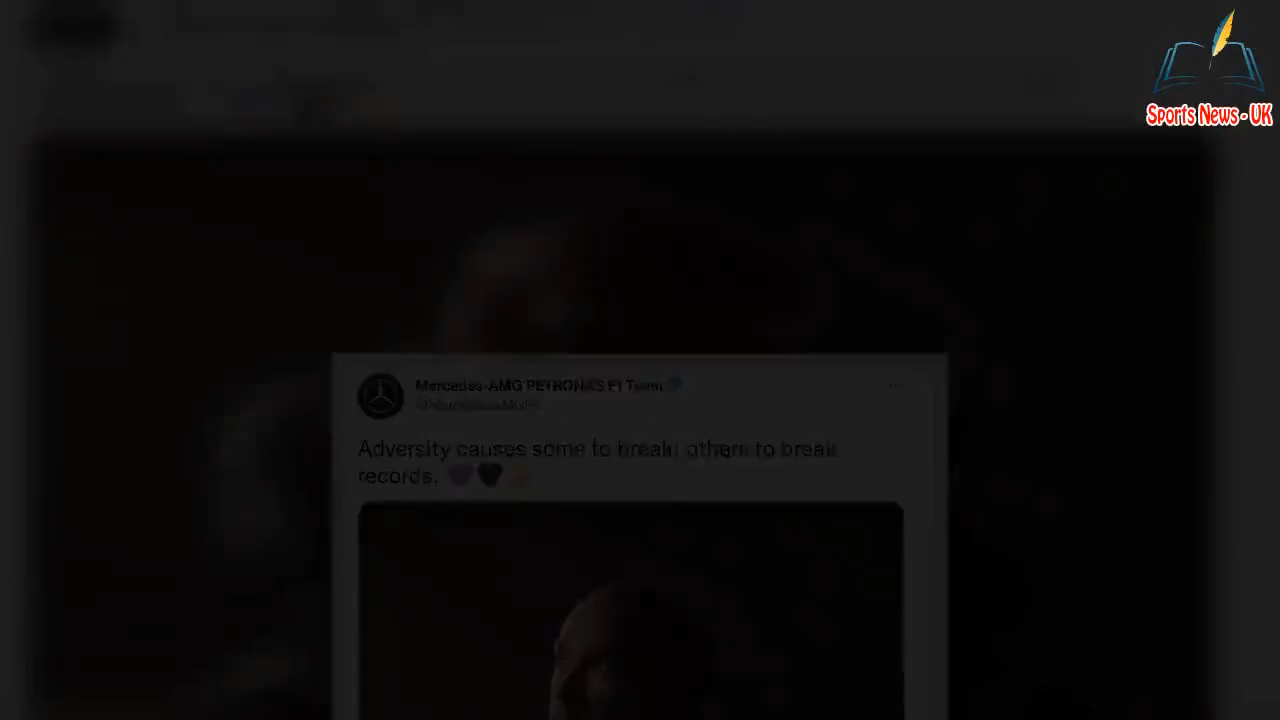 Sports News - UK
Mercedes-AMG PETRONAS F1 Team
Adversity causes some to break; others to break
records.